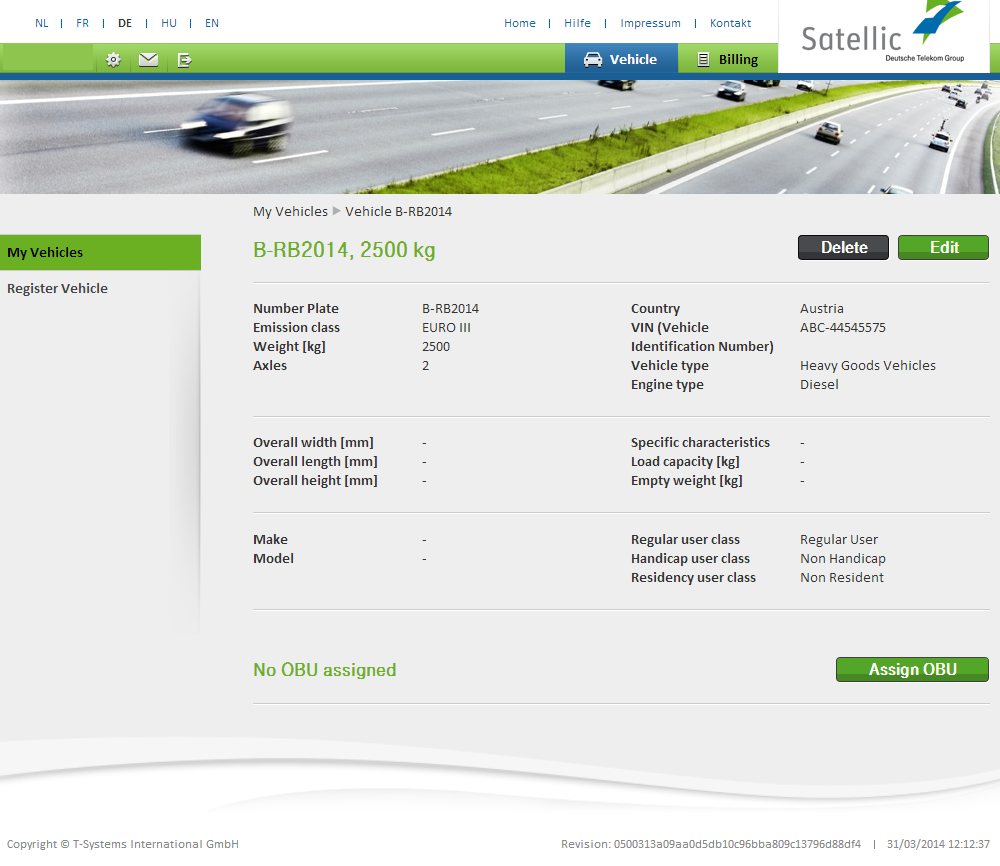 NL | FR | DE | HU | EN
Home | Hilfe | Impressum | Kontakt
Satellic
Deutsche Telekom Group
Vehicle
Billing
My Vehicles ▶ Vehicle B-RB2014
My Vehicles
Register Vehicle
B-RB2014, 2500 kg
Delete
Edit
Number Plate B-RB2014
Emission class EURO III
Weight [kg] 2500
Axles 2
Country Austria
VIN (Vehicle ABC-44545575
Identification Number)
Vehicle type Heavy Goods Vehicles
Engine type Diesel
Overall width [mm] -
Overall length [mm] -
Overall height [mm] -
Specific characteristics -
Load capacity [kg] -
Empty weight [kg] -
Make -
Model -
Regular user class Regular User
Handicap user class Non Handicap
Residency user class Non Resident
No OBU assigned
Assign OBU
Copyright © T-Systems International GmbH
Revision: 0500313a09aa0d5db10c96bba809c13796d88df4 | 31/03/2014 12:12:37